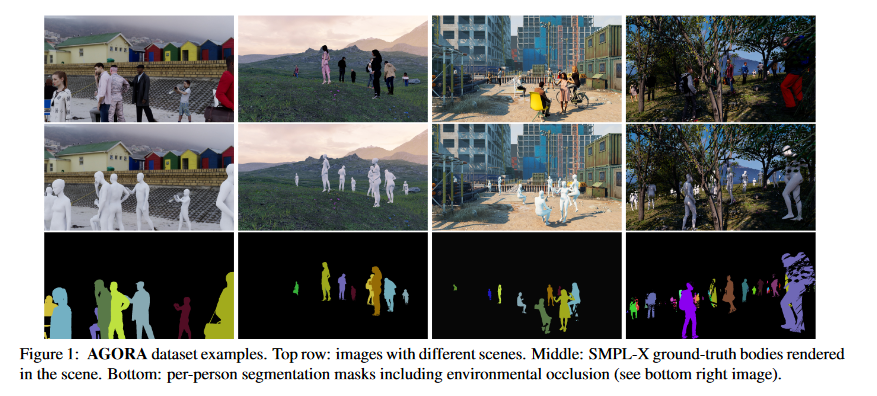 Figure 1: AGORA dataset examples. Top row: images with different scenes. Middle: SMPL-X ground-truth bodies rendered
in the scene. Bottom: per-person segmentation masks including environmental occlusion (see bottom right image).